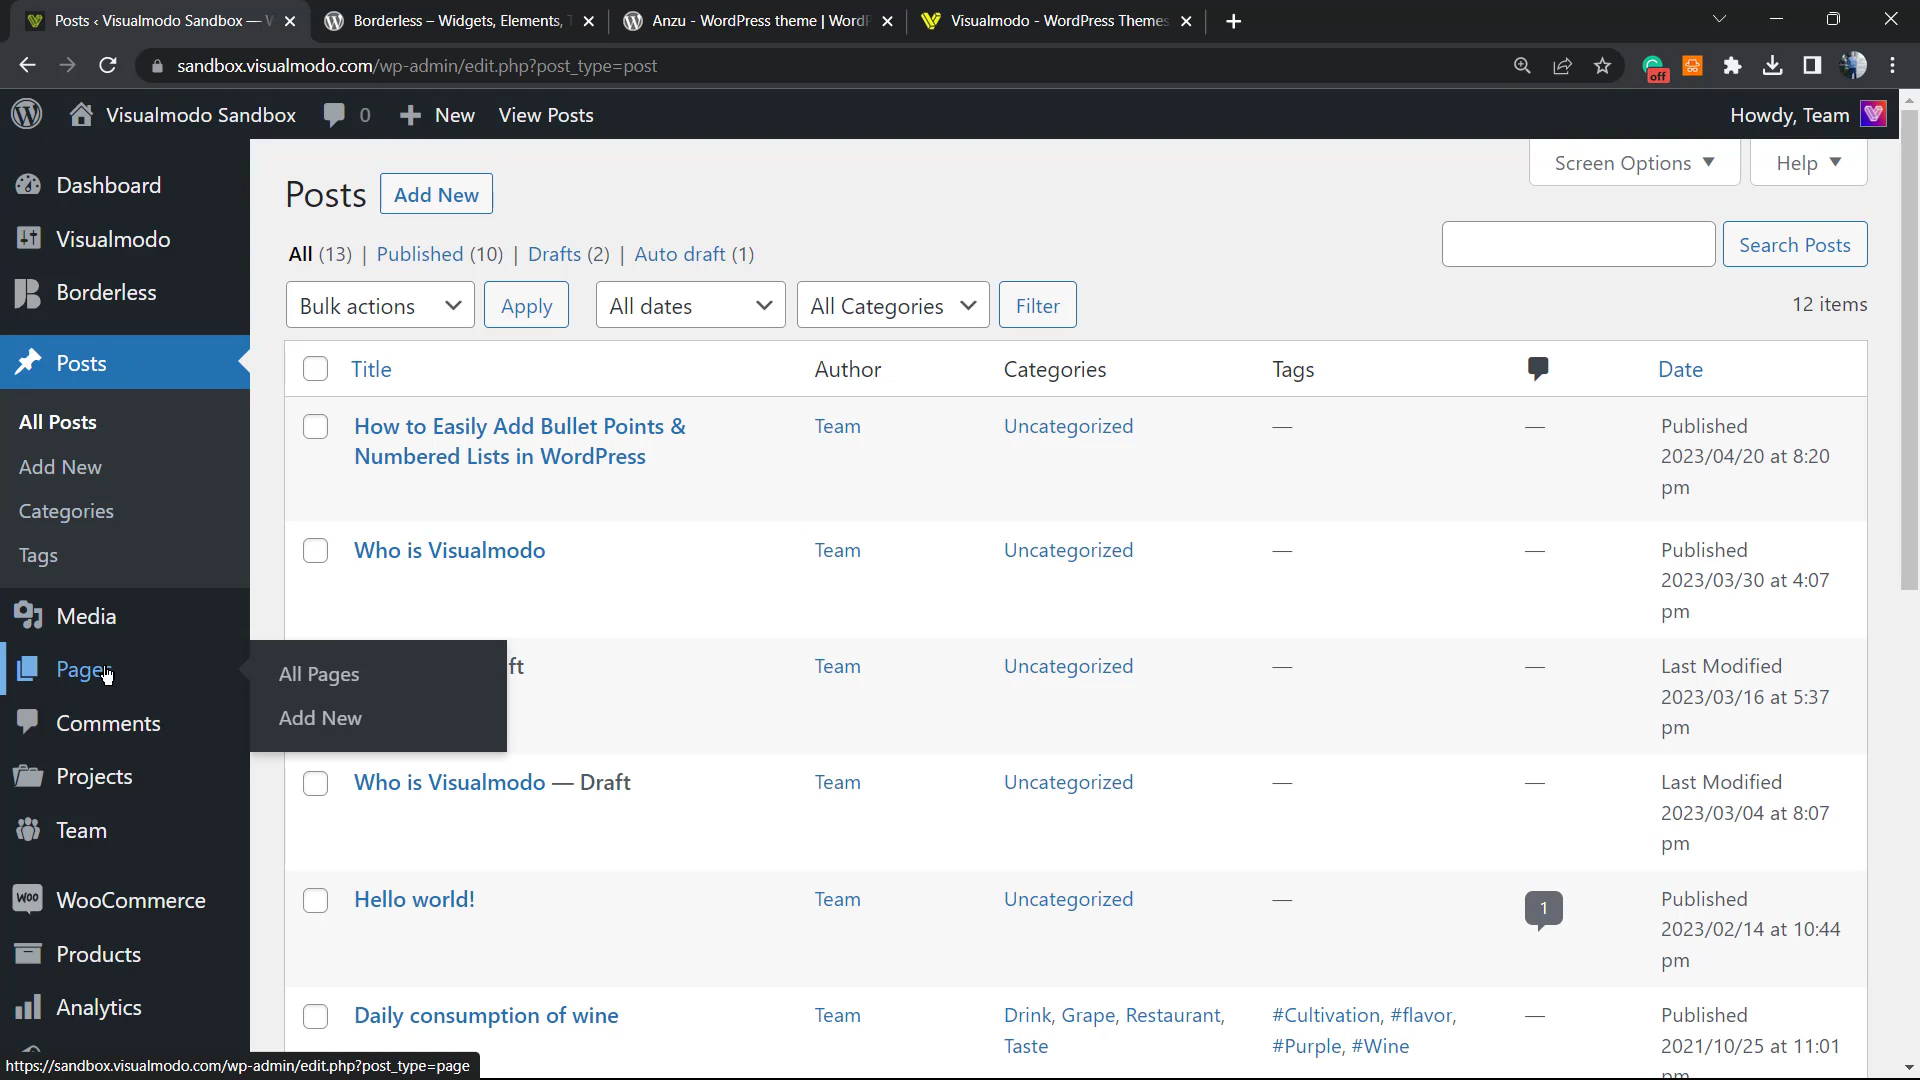 Posts ‹ Visualmodo Sandbox — W
Borderless – Widgets, Elements, T
Anzu - WordPress theme | WordP
Visualmodo - WordPress Themes
sandbox.visualmodo.com/wp-admin/edit.php?post_type=post
off
Visualmodo Sandbox
0
New
View Posts
Howdy, Team
Dashboard
Visualmodo
Borderless
Posts
All Posts
Add New
Categories
Tags
Media
Pages
Comments
Projects
Team
Woo WooCommerce
Products
Analytics
All Pages
Add New
https://sandbox.visualmodo.com/wp-admin/edit.php?post_type=page
Screen Options
Help
Posts
Add New
All (13) | Published (10) | Drafts (2) | Auto draft (1)
Search Posts
Bulk actions
Apply
All dates
All Categories
Filter
12 items
Title
Author
Categories
Tags
Date
How to Easily Add Bullet Points &
Numbered Lists in WordPress
Team
Uncategorized
—
—
Published
2023/04/20 at 8:20
pm
Who is Visualmodo
Team
Uncategorized
—
—
Published
2023/03/30 at 4:07
pm
ft
Team
Uncategorized
—
—
Last Modified
2023/03/16 at 5:37
pm
Who is Visualmodo — Draft
Team
Uncategorized
—
—
Last Modified
2023/03/04 at 8:07
pm
Hello world!
Team
Uncategorized
—
1
Published
2023/02/14 at 10:44
pm
Daily consumption of wine
Team
Drink, Grape, Restaurant,
Taste
#Cultivation, #flavor,
#Purple, #Wine
—
Published
2021/10/25 at 11:01
pm